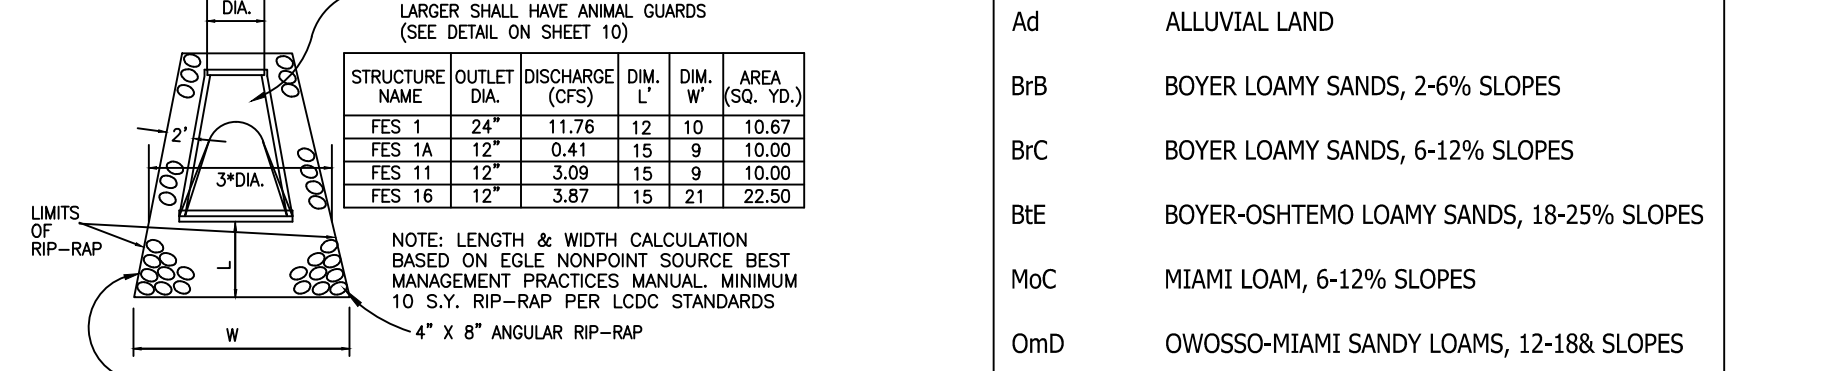 DIA.
LARGER SHALL HAVE ANIMAL GUARDS
(SEE DETAIL ON SHEET 10)
STRUCTURE NAME OUTLET DIA. DISCHARGE (CFS) DIM. L' DIM. W' AREA (SQ. YD.)
FES 1 24" 11.76 12 10 10.67
FES 1A 12" 0.41 15 9 10.00
FES 11 12" 3.09 15 9 10.00
FES 16 12" 3.87 15 21 22.50
2'
3*DIA.
LIMITS
OF
RIP-RAP
L
W
NOTE: LENGTH & WIDTH CALCULATION
BASED ON EGLE NONPOINT SOURCE BEST
MANAGEMENT PRACTICES MANUAL. MINIMUM
10 S.Y. RIP-RAP PER LCDC STANDARDS
4" X 8" ANGULAR RIP-RAP
Ad ALLUVIAL LAND
BrB BOYER LOAMY SANDS, 2-6% SLOPES
BrC BOYER LOAMY SANDS, 6-12% SLOPES
BtE BOYER-OSHTEMO LOAMY SANDS, 18-25% SLOPES
MoC MIAMI LOAM, 6-12% SLOPES
OmD OWOSSO-MIAMI SANDY LOAMS, 12-18& SLOPES